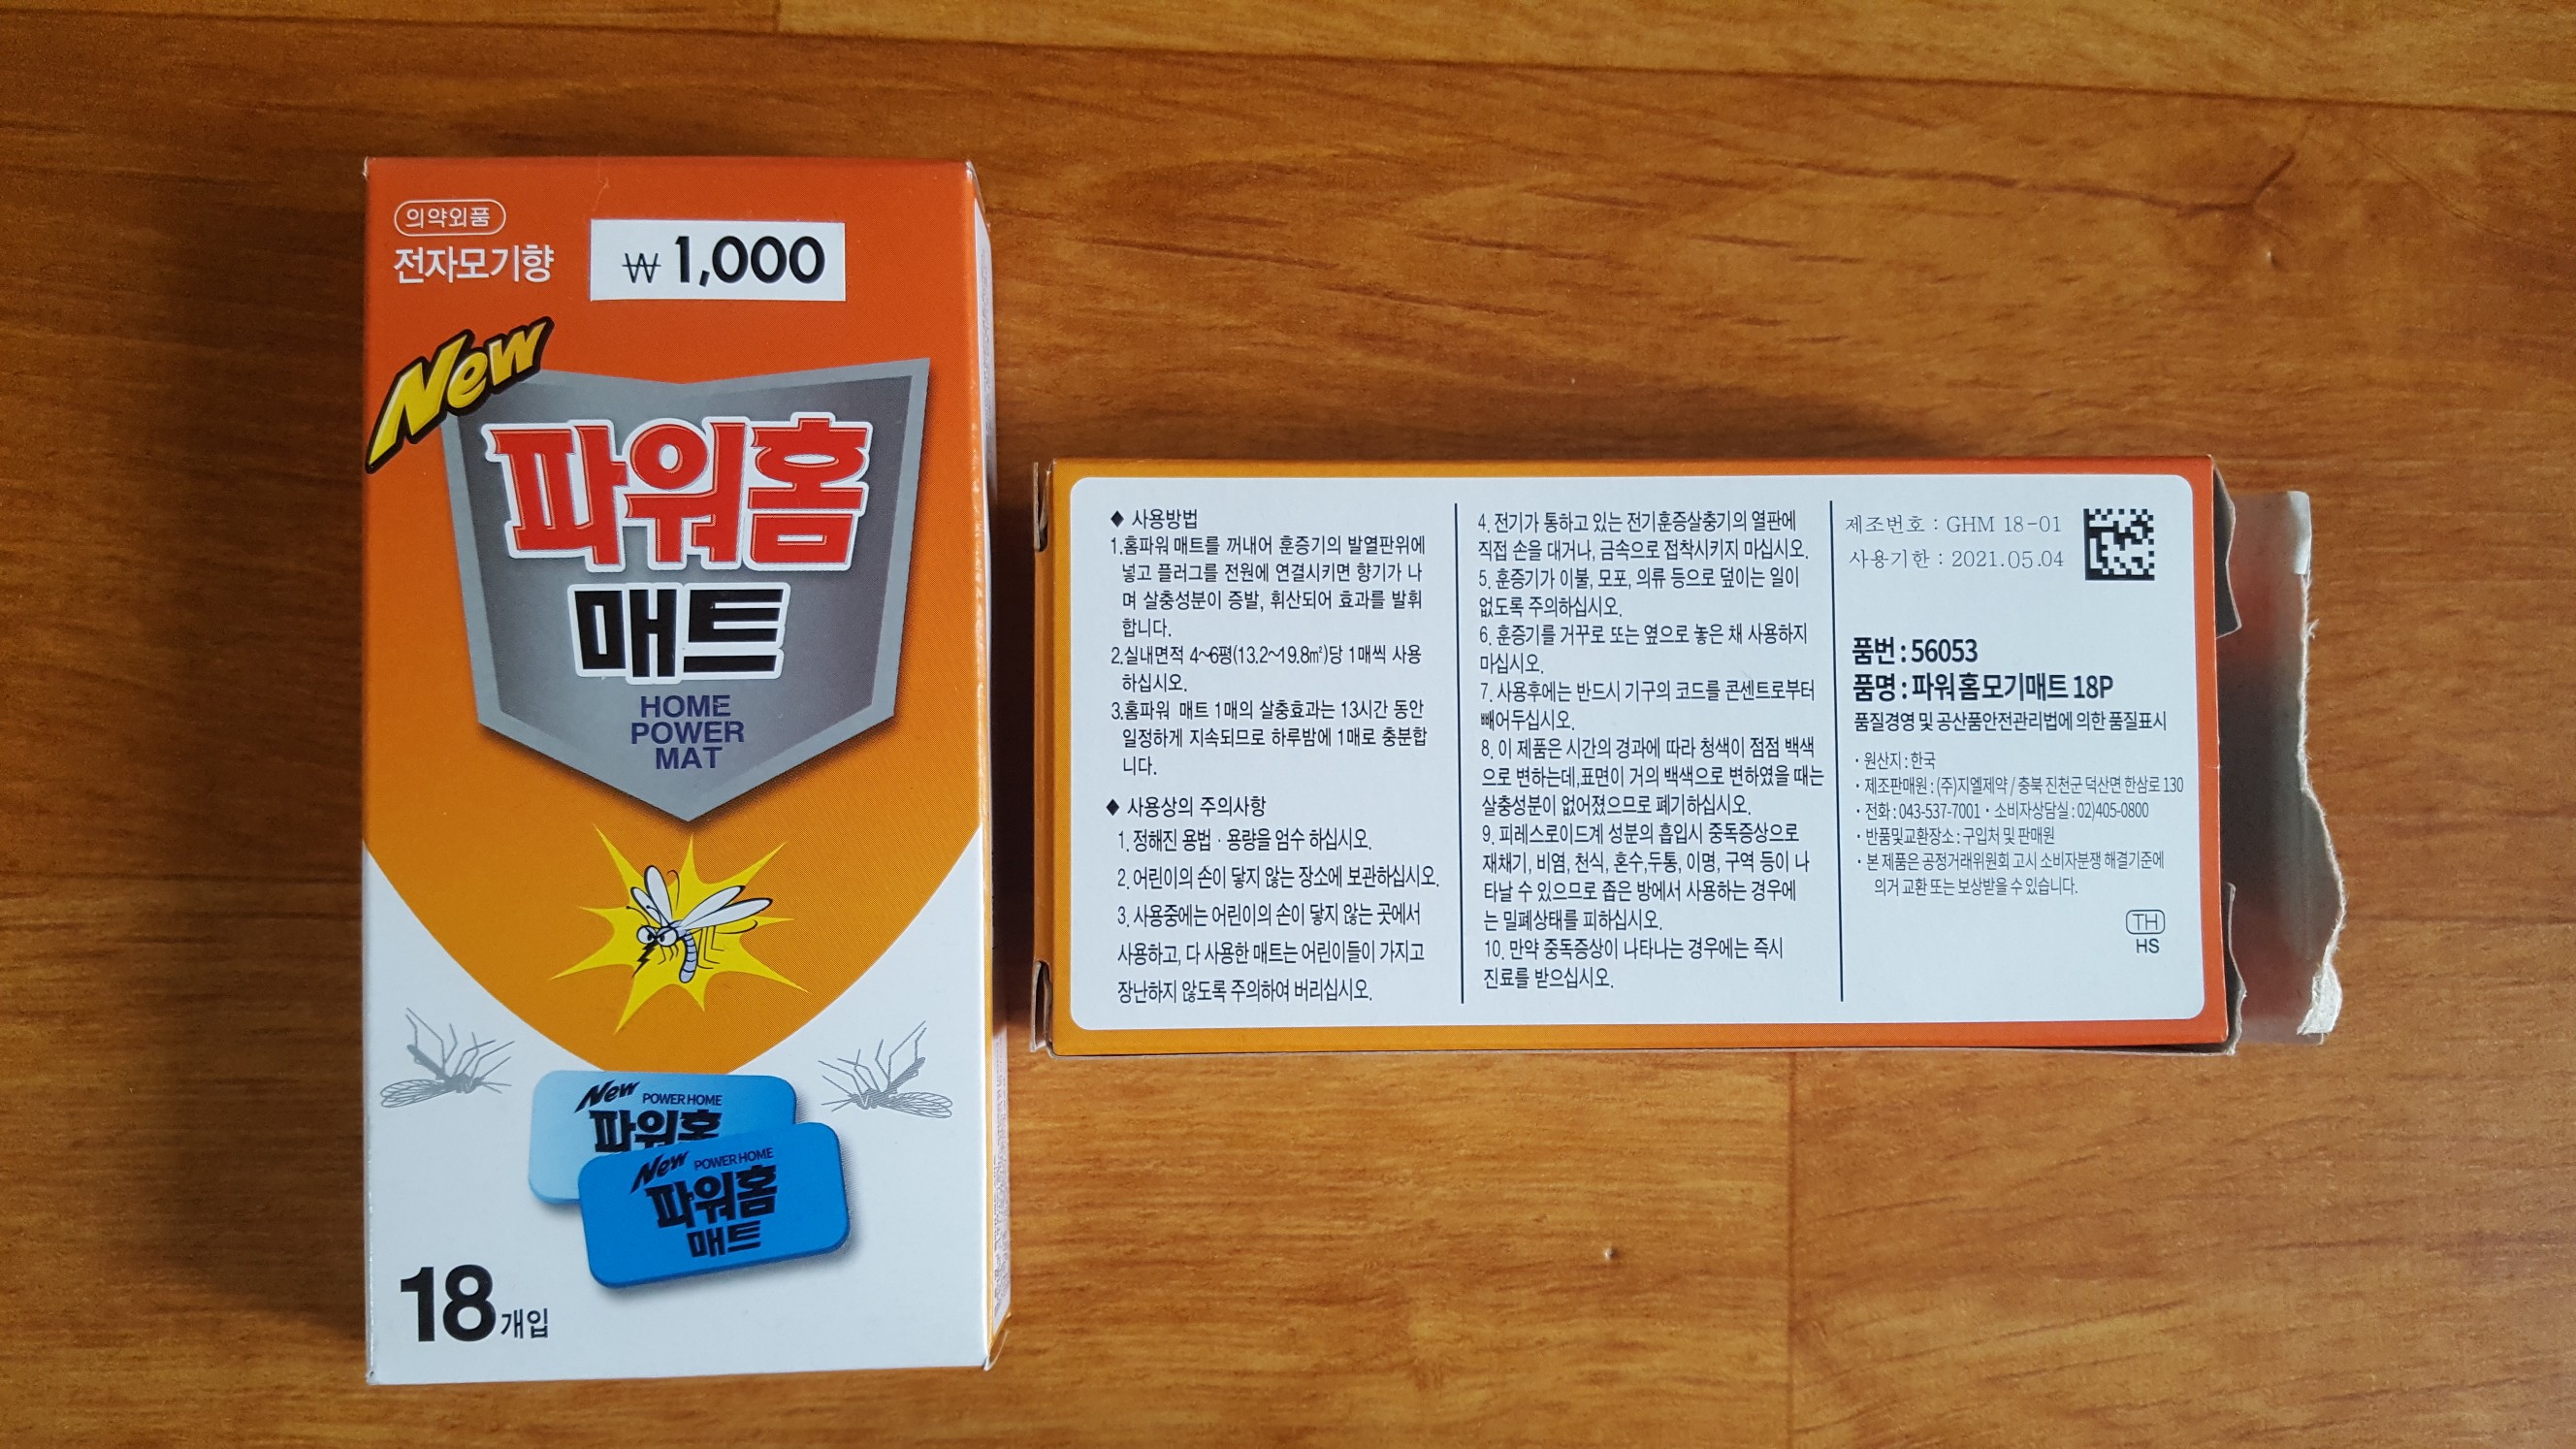 의약외품
전자모기향
₩1,000
New
파워홈
매트
HOME
POWER
MAT
New POWER HOME
파워홈
New POWER HOME
파워홈
매트
18개입
◆ 사용방법
1.홈파워 매트를 꺼내어 훈증기의 발열판위에
넣고 플러그를 전원에 연결시키면 향기가 나
며 살충성분이 증발, 휘산되어 효과를 발휘
합니다.
2.실내면적 4~6평(13.2~19.8㎡)당 1매씩 사용
하십시오.
3.홈파워 매트 1매의 살충효과는 13시간 동안
일정하게 지속되므로 하루밤에 1매로 충분합
니다.
◆ 사용상의 주의사항
1. 정해진 용법 · 용량을 엄수 하십시오.
2. 어린이의 손이 닿지 않는 장소에 보관하십시오.
3. 사용중에는 어린이의 손이 닿지 않는 곳에서
사용하고, 다 사용한 매트는 어린이들이 가지고
장난하지 않도록 주의하여 버리십시오.
4. 전기가 통하고 있는 전기훈증살충기의 열판에
직접 손을 대거나, 금속으로 접착시키지 마십시오.
5. 훈증기가 이불, 모포, 의류 등으로 덮이는 일이
없도록 주의하십시오.
6. 훈증기를 거꾸로 또는 옆으로 놓은 채 사용하지
마십시오.
7. 사용후에는 반드시 기구의 코드를 콘센트로부터
빼어두십시오.
8. 이 제품은 시간의 경과에 따라 청색이 점점 백색
으로 변하는데,표면이 거의 백색으로 변하였을 때는
살충성분이 없어졌으므로 폐기하십시오.
9. 피레스로이드계 성분의 흡입시 중독증상으로
재채기, 비염, 천식, 혼수,두통, 이명, 구역 등이 나
타날 수 있으므로 좁은 방에서 사용하는 경우에
는 밀폐상태를 피하십시오.
10. 만약 중독증상이 나타나는 경우에는 즉시
진료를 받으십시오.
제조번호 : GHM 18-01
사용기한 : 2021.05.04
품번 : 56053
품명 : 파워 홈 모기매트 18P
품질경영 및 공산품안전관리법에 의한 품질표시
· 원산지 : 한국
· 제조판매원 : (주)지엘제약 / 충북 진천군 덕산면 한삼로 130
· 전화 : 043-537-7001 · 소비자상담실 : 02)405-0800
· 반품및교환장소 : 구입처 및 판매원
· 본 제품은 공정거래위원회 고시 소비자분쟁 해결기준에
의거 교환 또는 보상받을 수 있습니다.
TH
HS